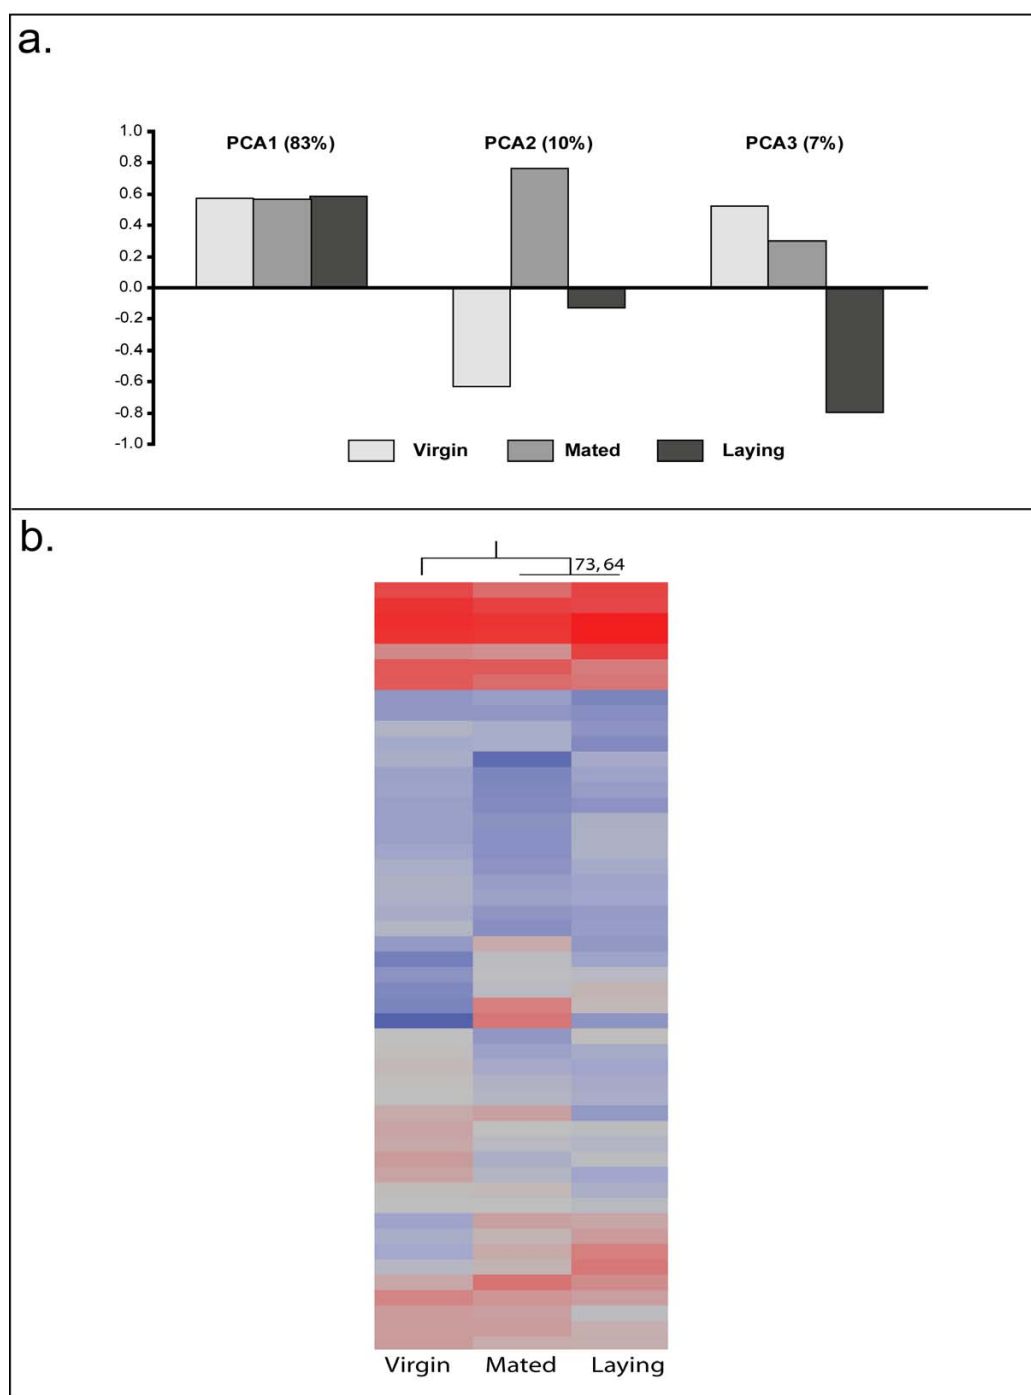 a.
PCA1 (83%) PCA2 (10%) PCA3 (7%)
1.0
0.8
0.6
0.4
0.2
0.0
-0.2
-0.4
-0.6
-0.8
-1.0
Virgin Mated Laying
b.
73,64
Virgin Mated Laying